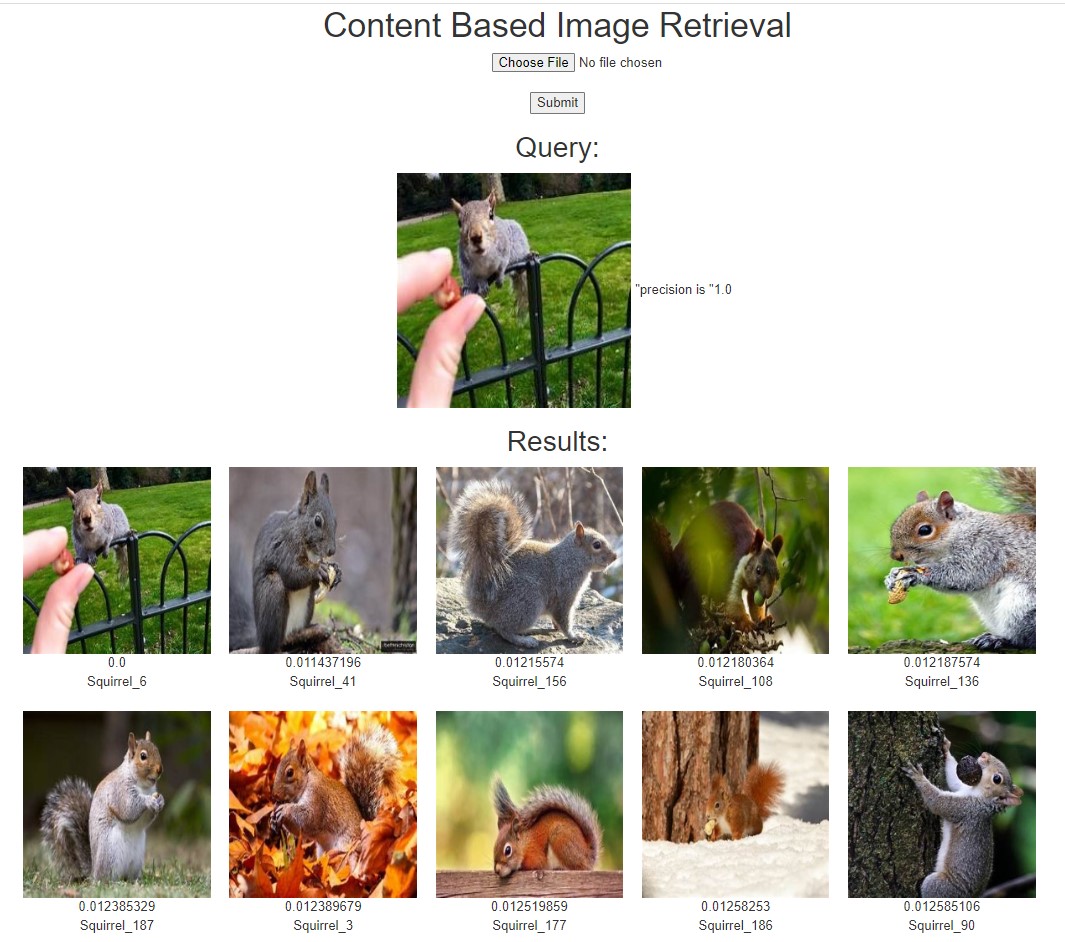 Content Based Image Retrieval
Choose File No file chosen
Submit
Query:
"precision is "1.0
Results:
0.0
Squirrel_6
0.011437196
Squirrel_41
0.01215574
Squirrel_156
0.012180364
Squirrel_108
0.012187574
Squirrel_136
0.012385329
Squirrel_187
0.012389679
Squirrel_3
0.012519859
Squirrel_177
0.01258253
Squirrel_186
0.012585106
Squirrel_90